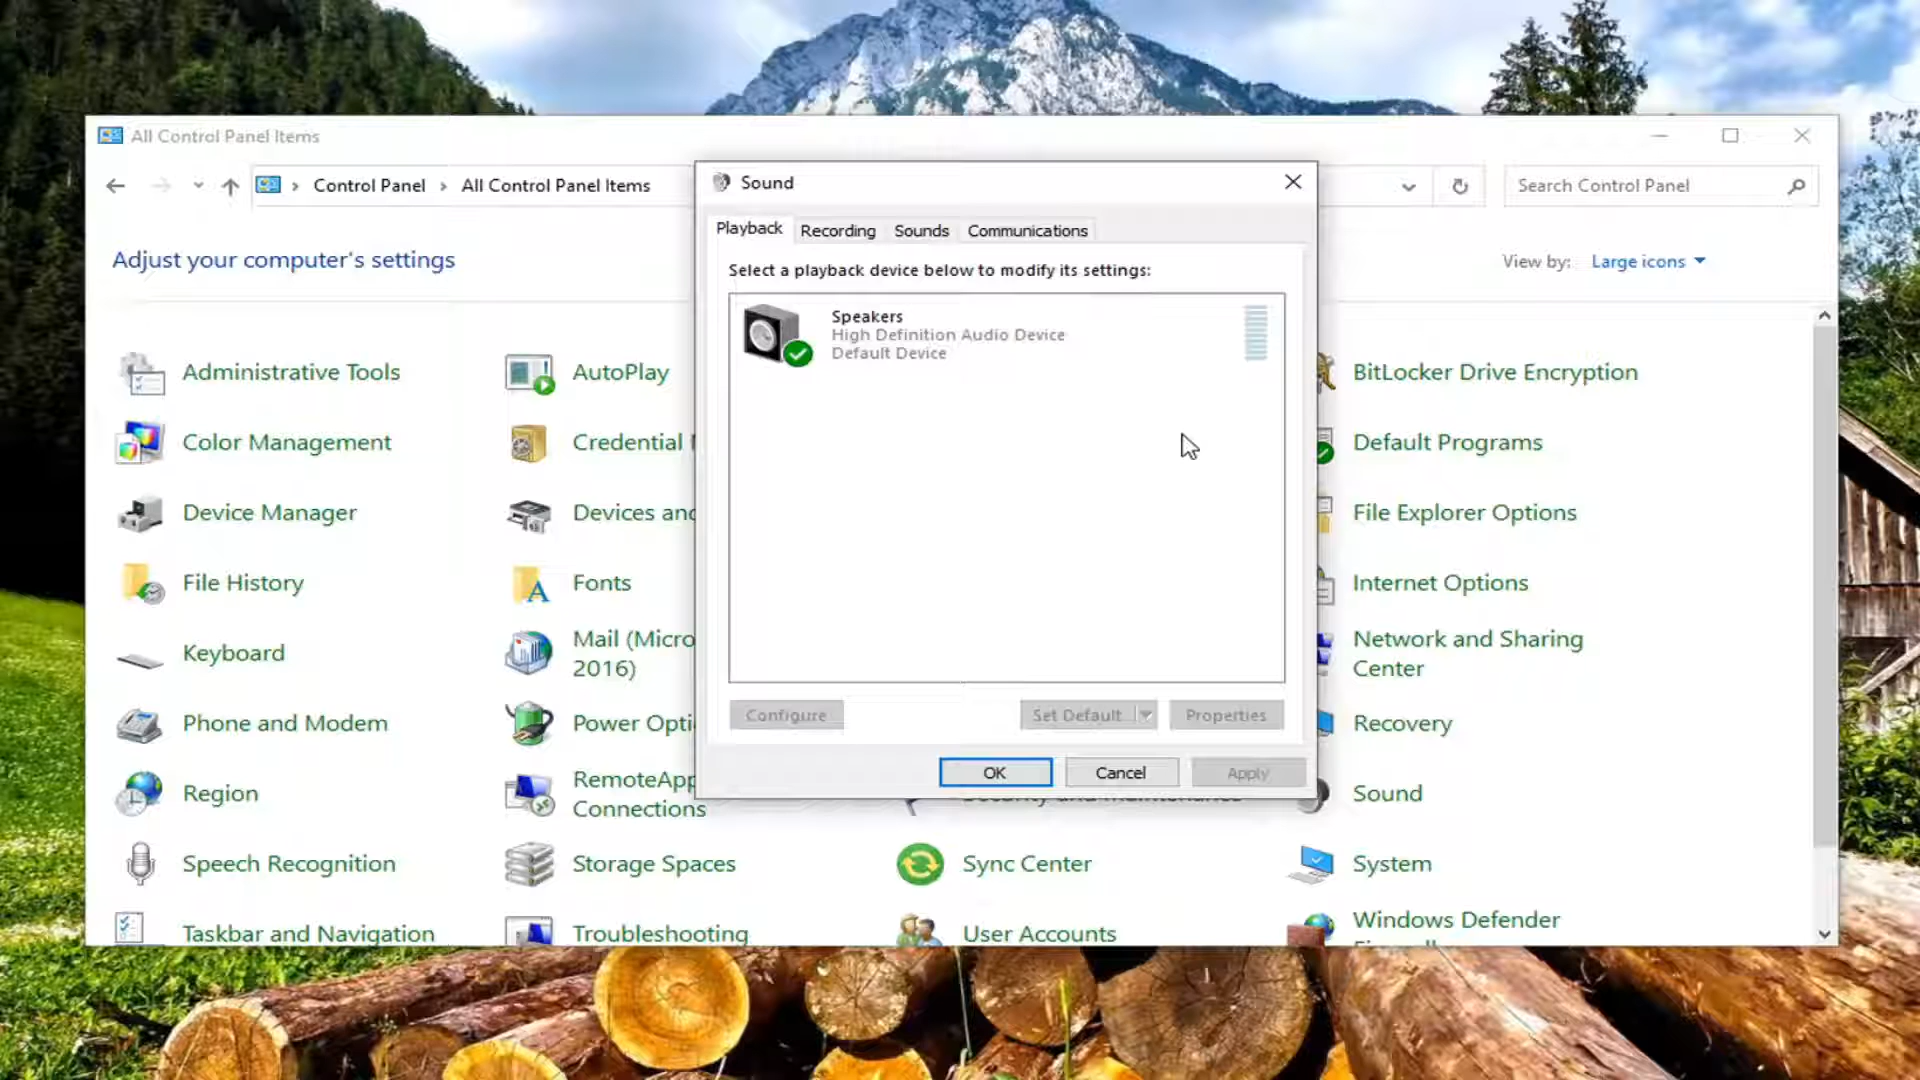 All Control Panel Items
Control Panel
All Control Panel Items
Search Control Panel
Adjust your computer's settings
View by: Large icons
Sound
Playback Recording Sounds Communications
Select a playback device below to modify its settings:
Speakers
High Definition Audio Device
Default Device
Configure Set Default Properties
OK Cancel Apply
Administrative Tools
AutoPlay
BitLocker Drive Encryption
Color Management
Credential
Default Programs
Device Manager
Devices and
File Explorer Options
File History
Fonts
Internet Options
Keyboard
Mail (Micro
2016)
Network and Sharing
Center
Phone and Modem
Power Opti
Recovery
Region
RemoteApp
Connections
Sound
Speech Recognition
Storage Spaces
Sync Center
System
Taskbar and Navigation
Troubleshooting
User Accounts
Windows Defender